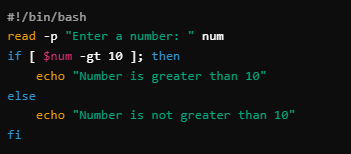 #!/bin/bash
read -p "Enter a number: " num
if [ $num -gt 10 ]; then
    echo "Number is greater than 10"
else
    echo "Number is not greater than 10"
fi